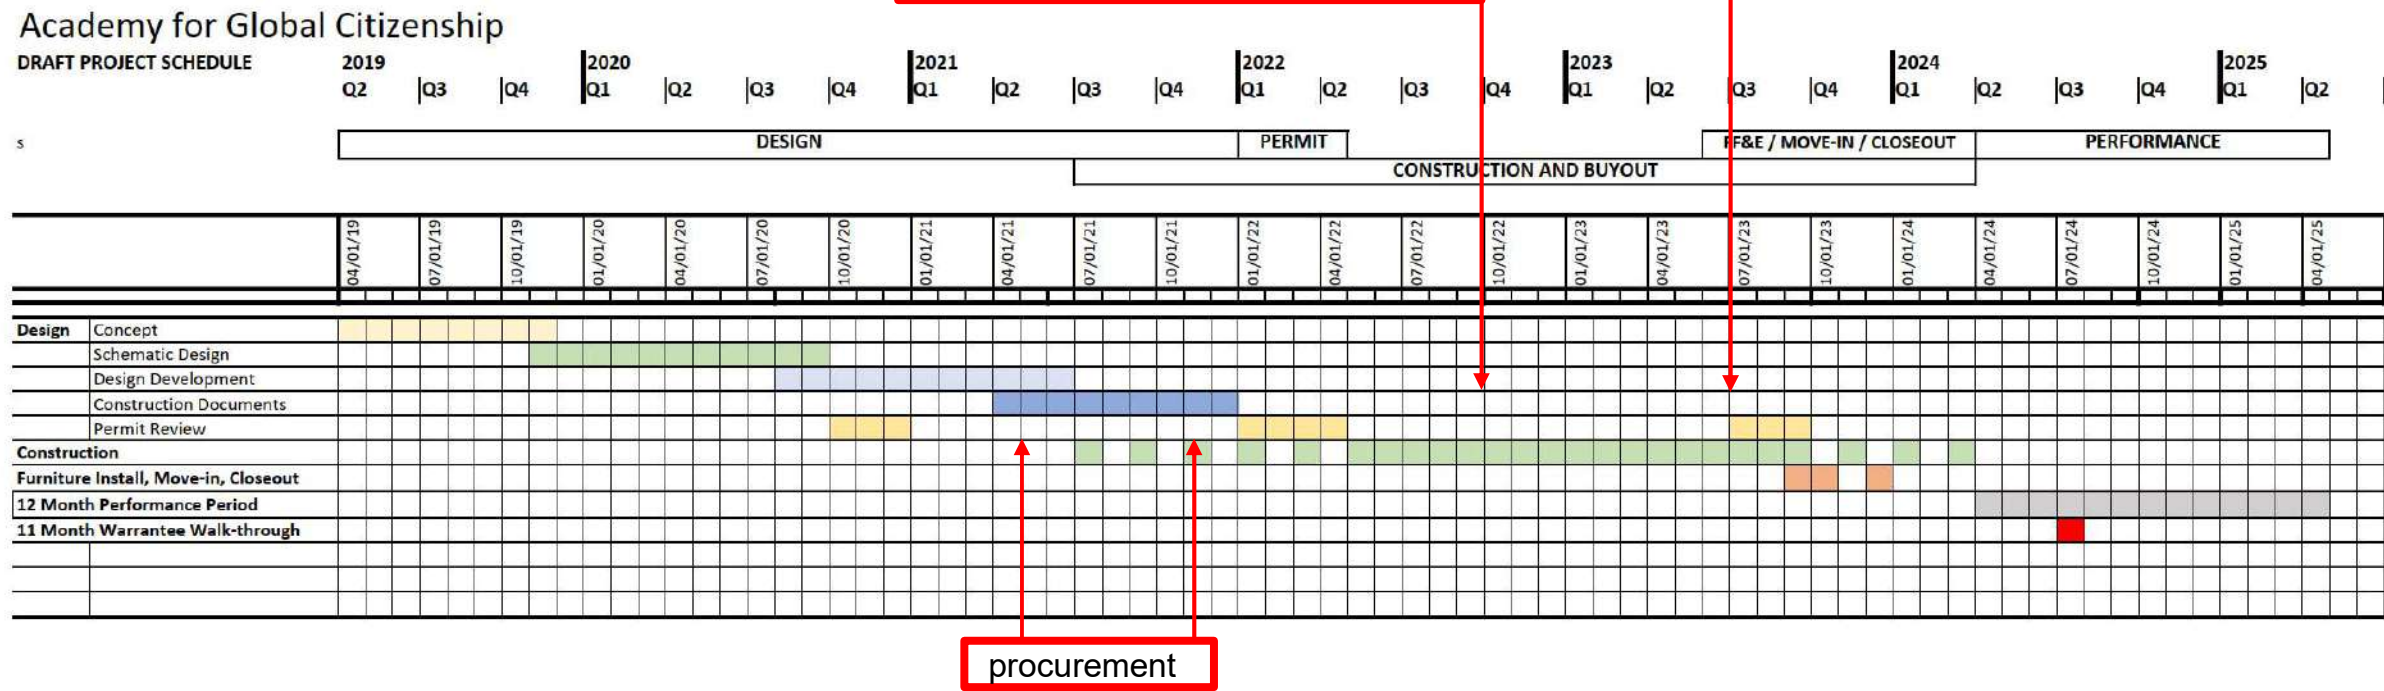 Academy for Global Citizenship
DRAFT PROJECT SCHEDULE 2019 2020 2021 2022 2023 2024 2025
Q2 Q3 Q4 Q1 Q2 Q3 Q4 Q1 Q2 Q3 Q4 Q1 Q2 Q3 Q4 Q1 Q2 Q3 Q4 Q1 Q2 Q3 Q4 Q1 Q2
s DESIGN PERMIT FF&E / MOVE-IN / CLOSEOUT PERFORMANCE
CONSTRUCTION AND BUYOUT
04/01/19 07/01/19 10/01/19 01/01/20 04/01/20 07/01/20 10/01/20 01/01/21 04/01/21 07/01/21 10/01/21 01/01/22 04/01/22 07/01/22 10/01/22 01/01/23 04/01/23 07/01/23 10/01/23 01/01/24 04/01/24 07/01/24 10/01/24 01/01/25 04/01/25
Design Concept
Schematic Design
Design Development
Construction Documents
Permit Review
Construction
Furniture Install, Move-in, Closeout
12 Month Performance Period
11 Month Warrantee Walk-through
procurement